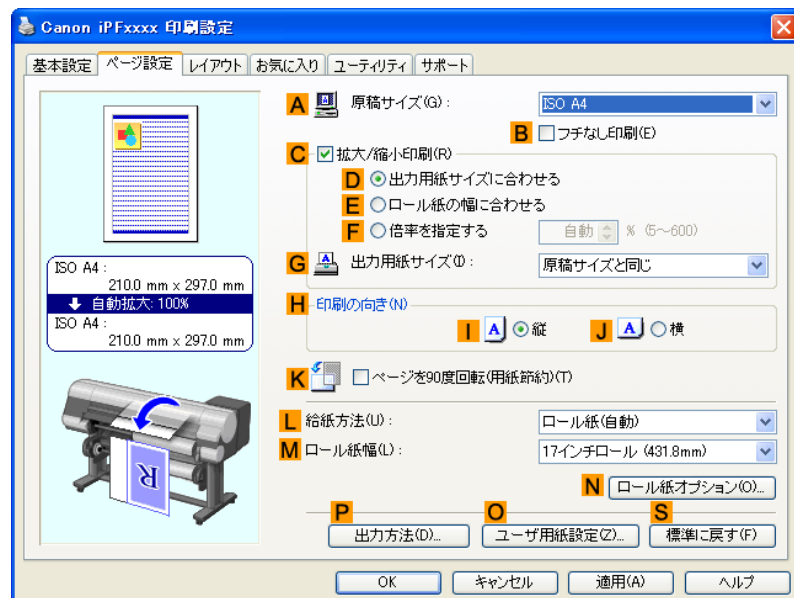 Canon iPFxxxx 印刷設定
基本設定 ページ設定 レイアウト お気に入り ユーティリティ サポート
A 原稿サイズ(G): ISO A4
B フチなし印刷(E)
C 拡大/縮小印刷(R)
D 出力用紙サイズに合わせる
E ロール紙の幅に合わせる
F 倍率を指定する 自動 % (5~600)
G 出力用紙サイズ(I): 原稿サイズと同じ
ISO A4 :
210.0 mm x 297.0 mm
自動拡大: 100%
ISO A4 :
210.0 mm x 297.0 mm
H 印刷の向き(N)
I A 縦 J A 横
K ページを90度回転(用紙節約)(T)
L 給紙方法(U): ロール紙(自動)
M ロール紙幅(L): 17インチロール (431.8mm)
R
N ロール紙オプション(O)...
P O S
出力方法(D)... ユーザ用紙設定(Z)... 標準に戻す(F)
OK キャンセル 適用(A) ヘルプ